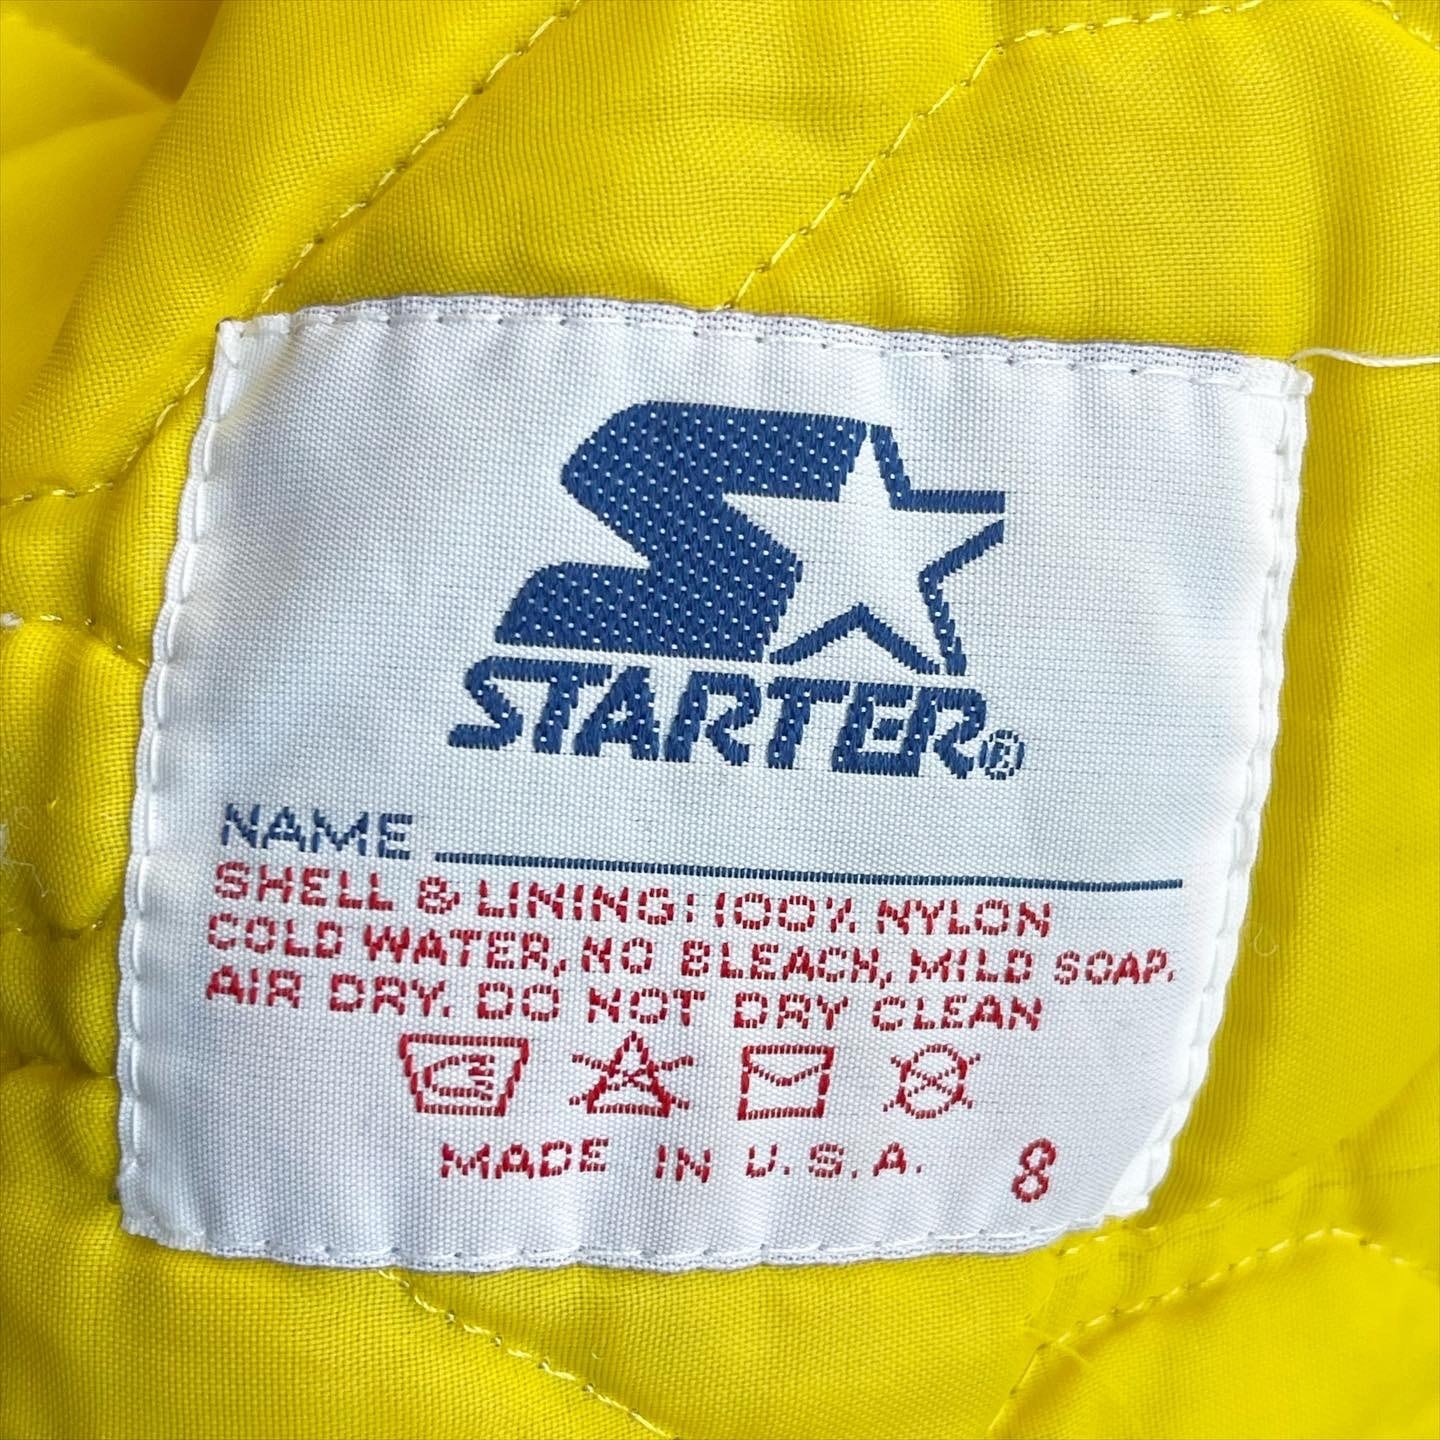 STARTER®
NAME
SHELL & LINING: 100% NYLON
COLD WATER, NO BLEACH, MILD SOAP.
AIR DRY. DO NOT DRY CLEAN
MADE IN U.S.A. 8